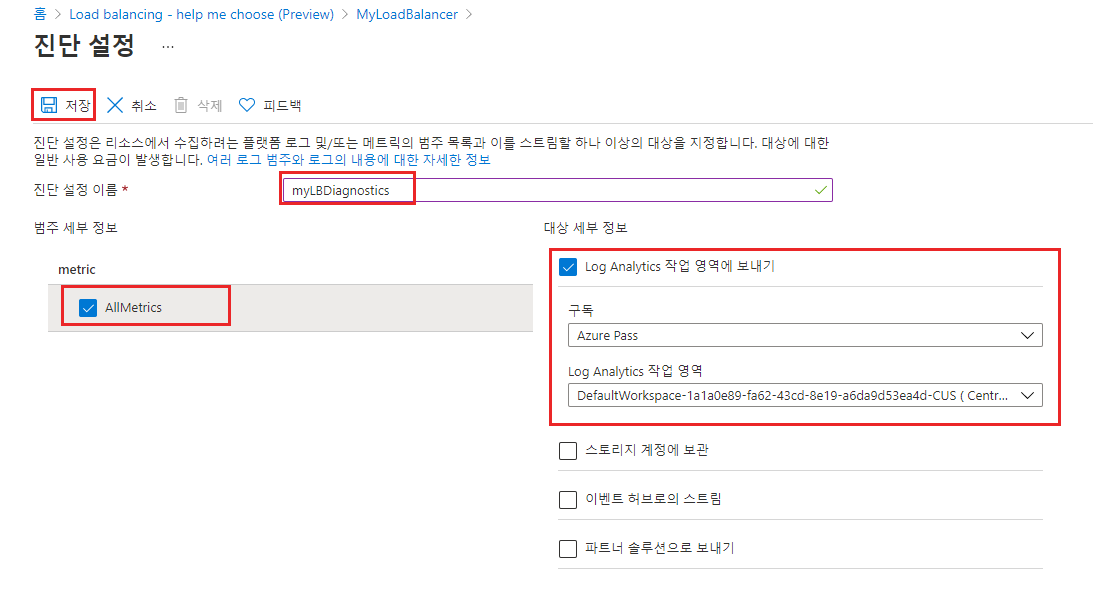 홈 > Load balancing - help me choose (Preview) > MyLoadBalancer >
진단 설정 ...
저장 취소 삭제 피드백
진단 설정은 리소스에서 수집하려는 플랫폼 로그 및/또는 메트릭의 범주 목록과 이를 스트림할 하나 이상의 대상을 지정합니다. 대상에 대한
일반 사용 요금이 발생합니다. 여러 로그 범주와 로그의 내용에 대한 자세한 정보
진단 설정 이름 *
myLBDiagnostics
범주 세부 정보
metric
AllMetrics
대상 세부 정보
Log Analytics 작업 영역에 보내기
구독
Azure Pass
Log Analytics 작업 영역
DefaultWorkspace-1a1a0e89-fa62-43cd-8e19-a6da9d53ea4d-CUS ( Centr...
스토리지 계정에 보관
이벤트 허브로의 스트림
파트너 솔루션으로 보내기